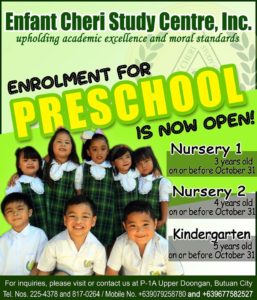 Enfant Cheri Study Centre, Inc.
upholding academic excellence and moral standards
ENROLMENT FOR
PRESCHOOL
IS NOW OPEN!
Nursery 1
3 years old
on or before October 31
Nursery 2
4 years old
on or before October 31
Kindergarten
5 years old
on or before October 31
For inquiries, please visit or contact us at P-1A Upper Doongan, Butuan City
Tel. Nos. 225-4378 and 817-0264 / Mobile No. +639079258780 and +639677582527